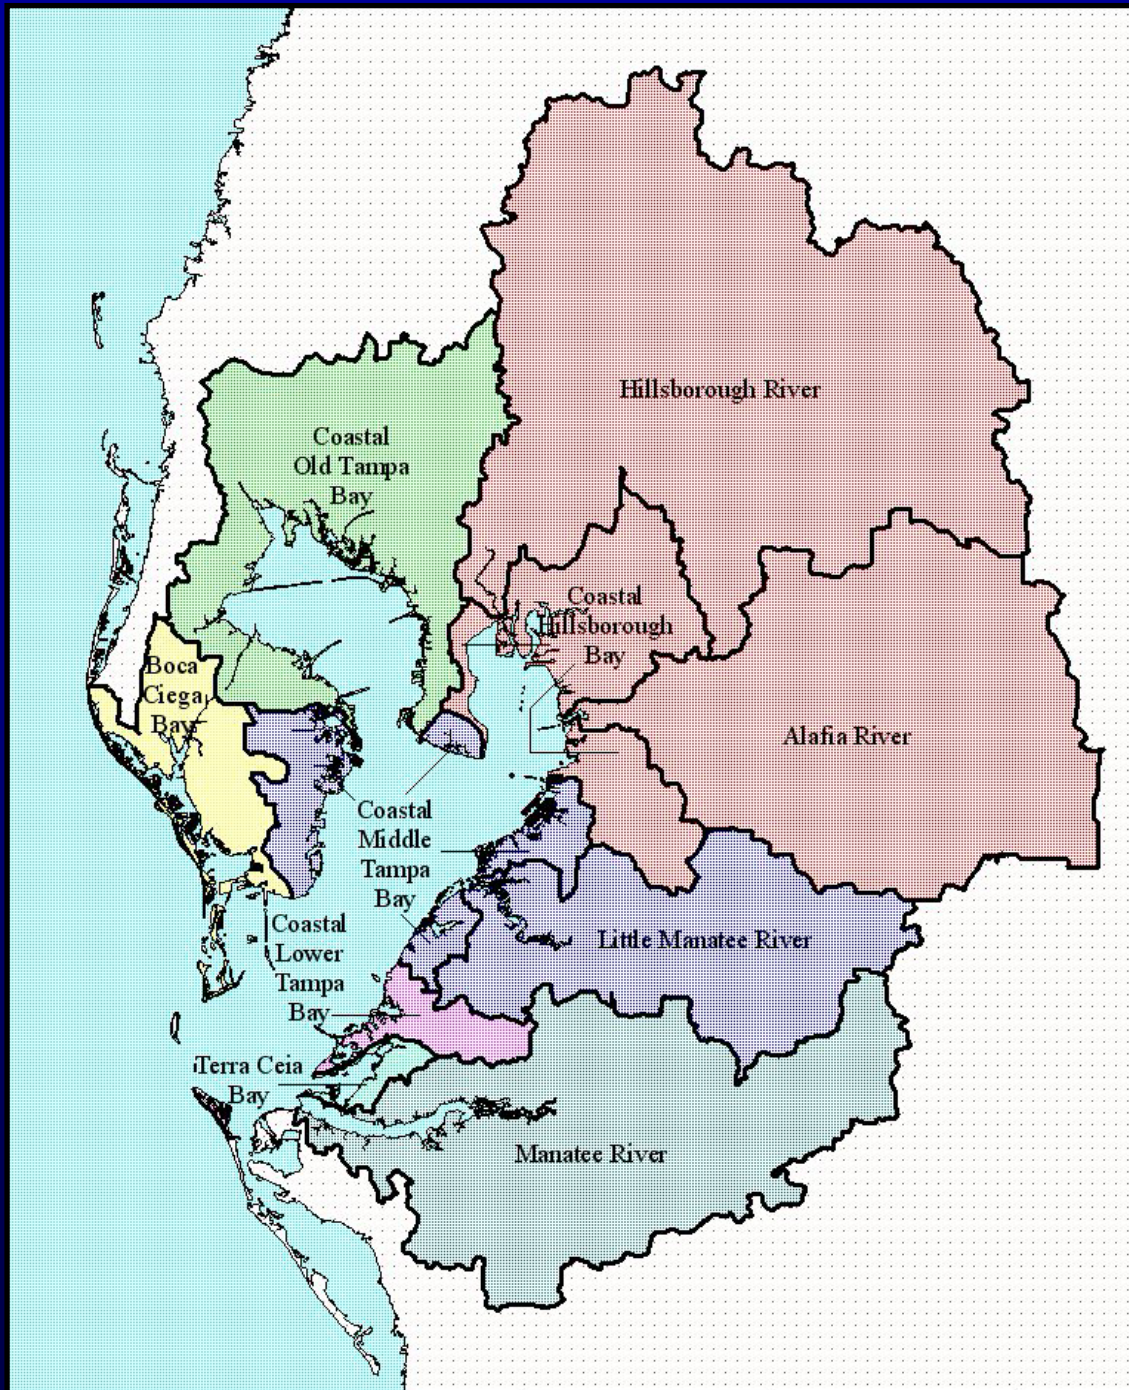 Hillsborough River
Coastal
Old Tampa
Bay
Coastal
Hillsborough
Bay
Boca
Ciega
Bay
Alafia River
Coastal
Middle
Tampa
Bay
Coastal
Lower
Tampa
Bay
Little Manatee River
Terra Ceia
Bay
Manatee River